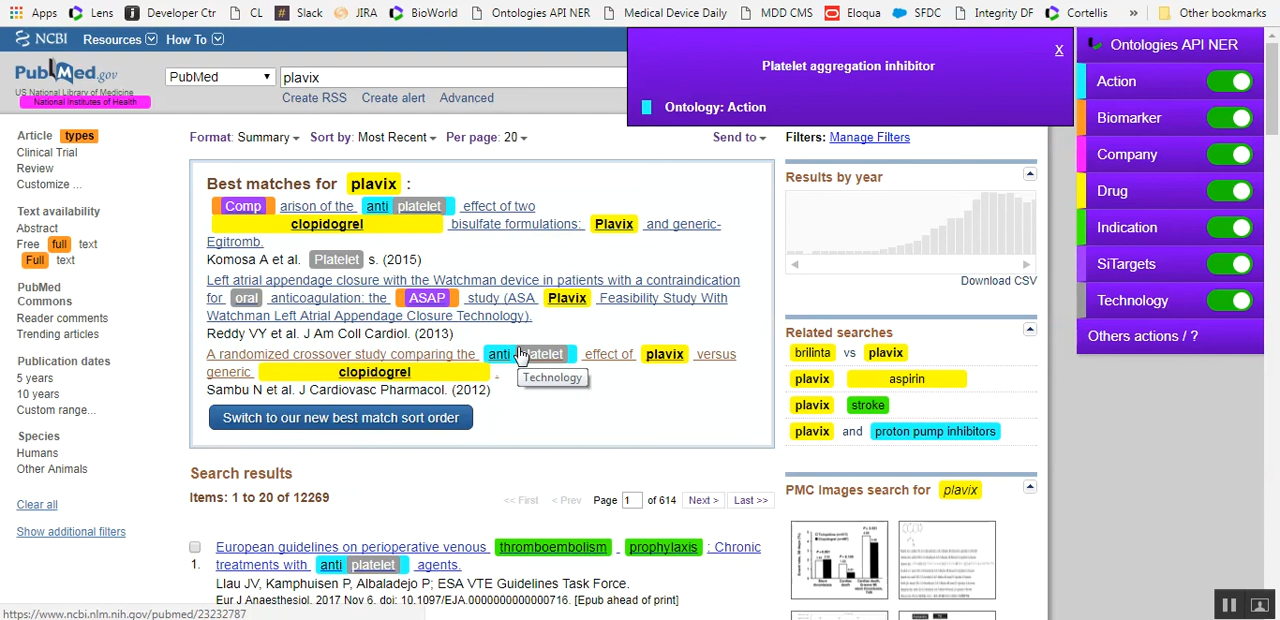 Apps Lens Developer Ctr CL Slack JIRA BioWorld Ontologies API NER Medical Device Daily MDD CMS Eloqua SFDC Integrity DF Cortellis » Other bookmarks
NCBI Resources How To
PubMed.gov
US National Library of Medicine
National Institutes of Health
PubMed
plavix
Create RSS Create alert Advanced
Platelet aggregation inhibitor
X
Ontology: Action
Ontologies API NER
Action
Biomarker
Company
Drug
Indication
SiTargets
Technology
Others actions / ?
Article types
Clinical Trial
Review
Customize ...
Text availability
Abstract
Free full text
Full text
PubMed
Commons
Reader comments
Trending articles
Publication dates
5 years
10 years
Custom range...
Species
Humans
Other Animals
Clear all
Show additional filters
Format: Summary Sort by: Most Recent Per page: 20 Send to
Best matches for plavix :
Comp arison of the anti platelet effect of two
clopidogrel bisulfate formulations: Plavix and generic-
Egitromb.
Komosa A et al. Platelet s. (2015)
Left atrial appendage closure with the Watchman device in patients with a contraindication
for oral anticoagulation: the ASAP study (ASA Plavix Feasibility Study With
Watchman Left Atrial Appendage Closure Technology).
Reddy VY et al. J Am Coll Cardiol. (2013)
A randomized crossover study comparing the anti platelet effect of plavix versus
generic clopidogrel .
Technology
Sambu N et al. J Cardiovasc Pharmacol. (2012)
Switch to our new best match sort order
Search results
Items: 1 to 20 of 12269
<< First < Prev Page 1 of 614 Next > Last >>
European guidelines on perioperative venous thromboembolism prophylaxis : Chronic
1. treatments with anti platelet agents.
Kamphuisen P, Albaladejo P; ESA VTE Guidelines Task Force.
Filters: Manage Filters
Results by year
Download CSV
Related searches
brilinta vs plavix
plavix aspirin
plavix stroke
plavix and proton pump inhibitors
PMC Images search for plavix
https://www.ncbi.nlm.nih.gov/pubmed/23232787
2017 Nov
[Epub ahead of print]